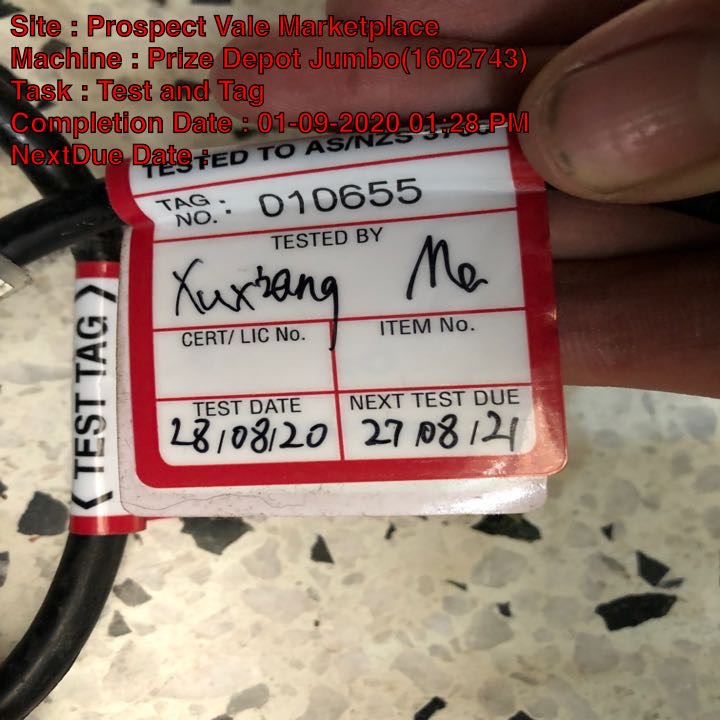 Site : Prospect Vale Marketplace
Machine : Prize Depot Jumbo(1602743)
Task : Test and Tag
Completion Date : 01-09-2020 01:28 PM
NextDue Date :
TESTED TO AS/NZS
TAG NO. : 010655
TESTED BY
CERT/ LIC No.
ITEM No.
TEST DATE
NEXT TEST DUE
28/08/20
27/08/21
TEST TAG